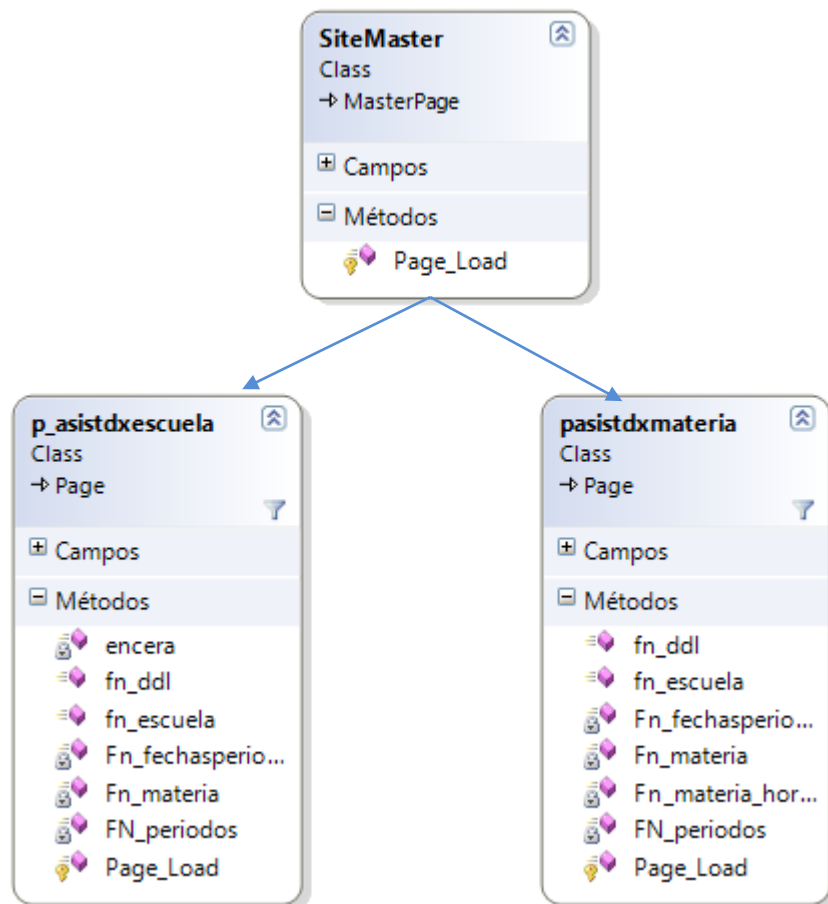 SiteMaster
Class
MasterPage
Campos
Métodos
Page_Load
p_asistdxescuela
Class
Page
Campos
Métodos
encera
fn_ddl
fn_escuela
Fn_fechasperio...
Fn_materia
FN_periodos
Page_Load
pasistdxmateria
Class
Page
Campos
Métodos
fn_ddl
fn_escuela
Fn_fechasperio...
Fn_materia
Fn_materia_hor...
FN_periodos
Page_Load